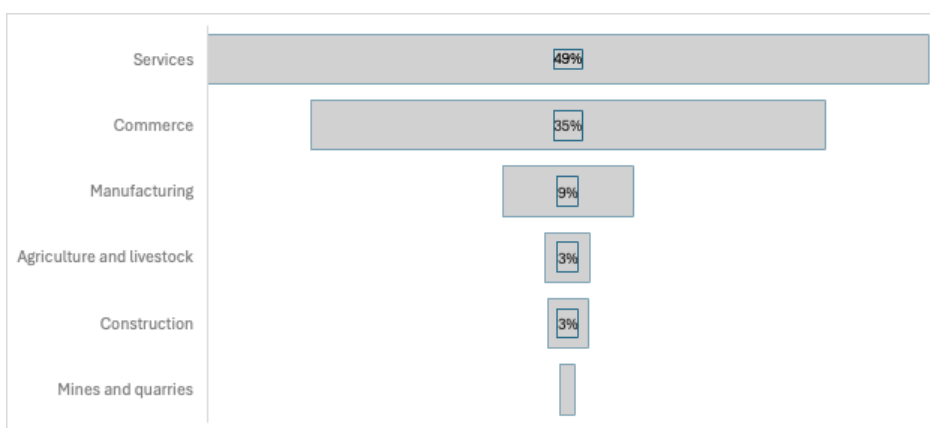 Services 49%
Commerce 35%
Manufacturing 9%
Agriculture and livestock 3%
Construction 3%
Mines and quarries